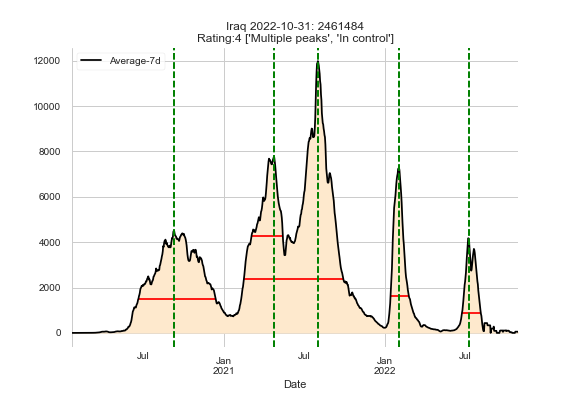 Iraq 2022-10-31: 2461484
Rating:4 ['Multiple peaks', 'In control']
Average-7d
12000
10000
8000
6000
4000
2000
0
Jul
Jan
2021
Jul
Jan
2022
Jul
Date